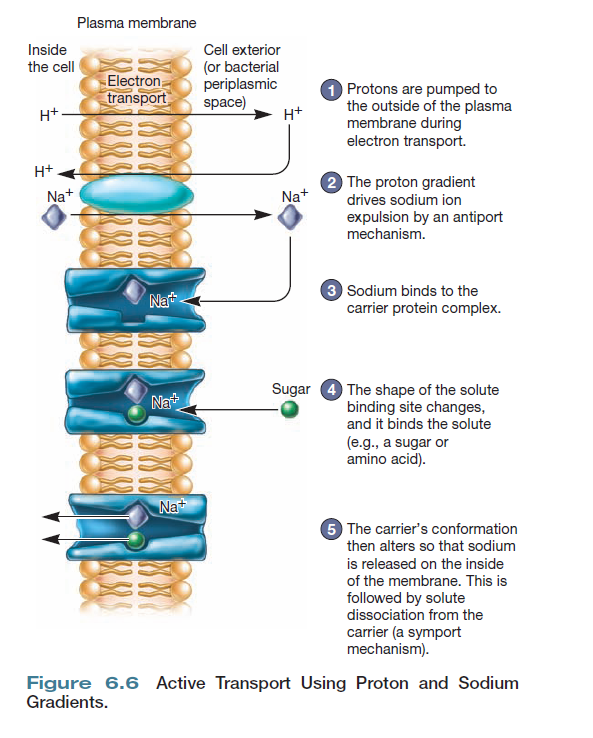 Plasma membrane
Inside
the cell
Cell exterior
(or bacterial
periplasmic
space)
Electron
transport
H+
H+
H+
Na+
Na+
Na+
Sugar
Na+
Na+
1 Protons are pumped to
the outside of the plasma
membrane during
electron transport.
2 The proton gradient
drives sodium ion
expulsion by an antiport
mechanism.
3 Sodium binds to the
carrier protein complex.
4 The shape of the solute
binding site changes,
and it binds the solute
(e.g., a sugar or
amino acid).
5 The carrier's conformation
then alters so that sodium
is released on the inside
of the membrane. This is
followed by solute
dissociation from the
carrier (a symport
mechanism).
Figure 6.6 Active Transport Using Proton and Sodium
Gradients.